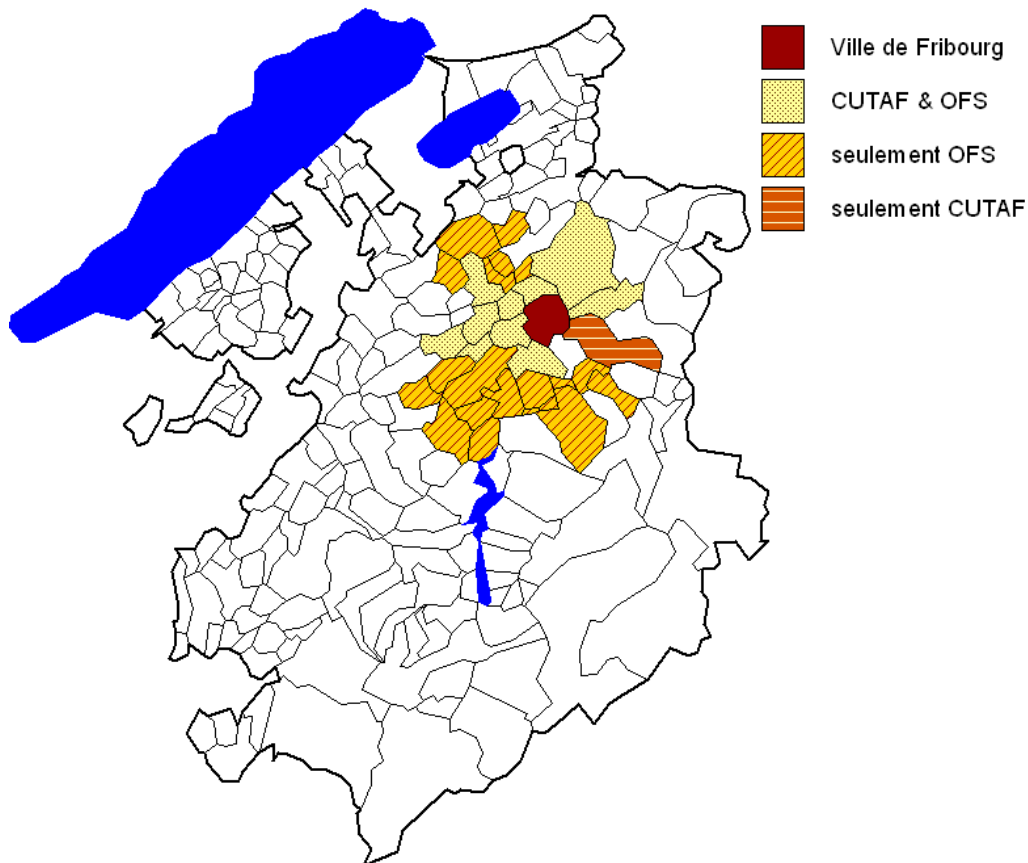 Ville de Fribourg
CUTAF & OFS
seulement OFS
seulement CUTAF